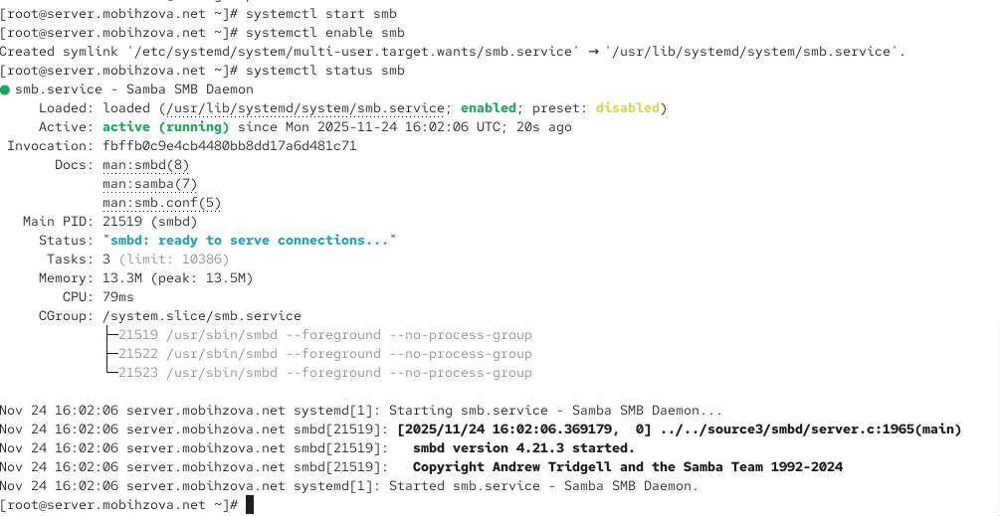 [root@server.mobihzova.net ~]# systemctl start smb
[root@server.mobihzova.net ~]# systemctl enable smb
Created symlink '/etc/systemd/system/multi-user.target.wants/smb.service' → '/usr/lib/systemd/system/smb.service'.
[root@server.mobihzova.net ~]# systemctl status smb
● smb.service - Samba SMB Daemon
     Loaded: loaded (/usr/lib/systemd/system/smb.service; enabled; preset: disabled)
     Active: active (running) since Mon 2025-11-24 16:02:06 UTC; 20s ago
 Invocation: fbffb0c9e4cb4480bb8dd17a6d481c71
       Docs: man:smbd(8)
             man:samba(7)
             man:smb.conf(5)
   Main PID: 21519 (smbd)
     Status: "smbd: ready to serve connections..."
      Tasks: 3 (limit: 10386)
     Memory: 13.3M (peak: 13.5M)
        CPU: 79ms
     CGroup: /system.slice/smb.service
             ├─21519 /usr/sbin/smbd --foreground --no-process-group
             ├─21522 /usr/sbin/smbd --foreground --no-process-group
             └─21523 /usr/sbin/smbd --foreground --no-process-group
Nov 24 16:02:06 server.mobihzova.net systemd[1]: Starting smb.service - Samba SMB Daemon...
Nov 24 16:02:06 server.mobihzova.net smbd[21519]: [2025/11/24 16:02:06.369179,  0] ../../source3/smbd/server.c:1965(main)
Nov 24 16:02:06 server.mobihzova.net smbd[21519]:   smbd version 4.21.3 started.
Nov 24 16:02:06 server.mobihzova.net smbd[21519]:   Copyright Andrew Tridgell and the Samba Team 1992-2024
Nov 24 16:02:06 server.mobihzova.net systemd[1]: Started smb.service - Samba SMB Daemon.
[root@server.mobihzova.net ~]#